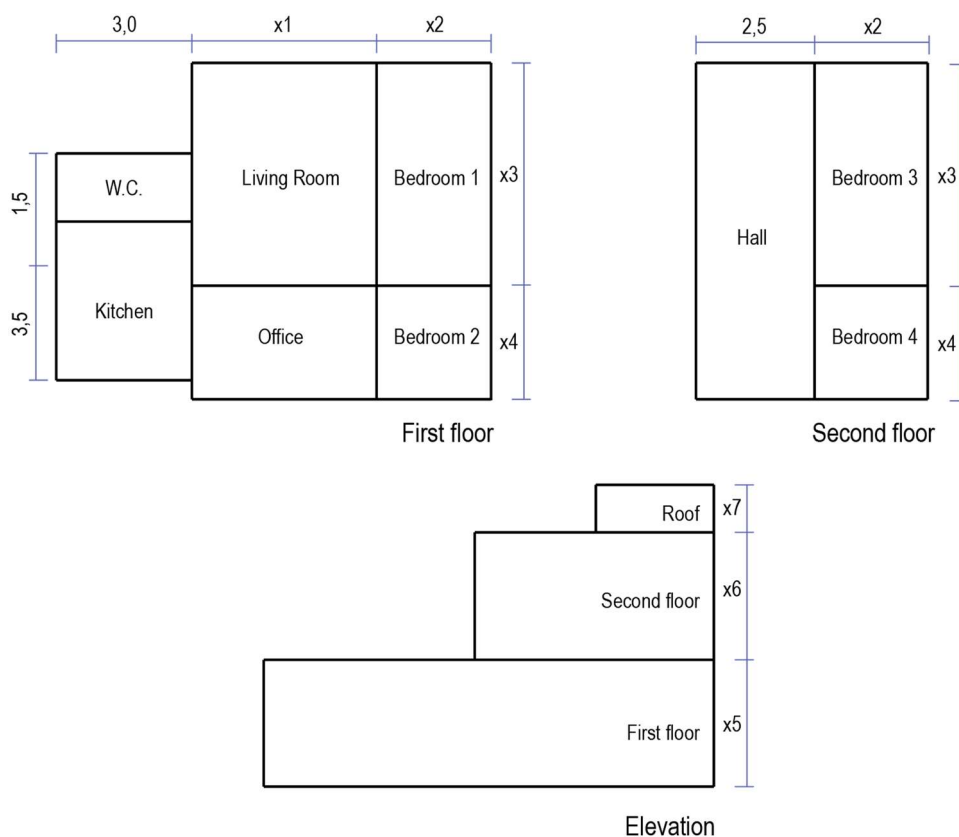 3,0 x1 x2
W.C.
Living Room
Bedroom 1
x3
1,5
Kitchen
Office
Bedroom 2
x4
3,5
First floor
2,5 x2
Hall
Bedroom 3
x3
Bedroom 4
x4
Second floor
Roof
x7
Second floor
x6
First floor
x5
Elevation